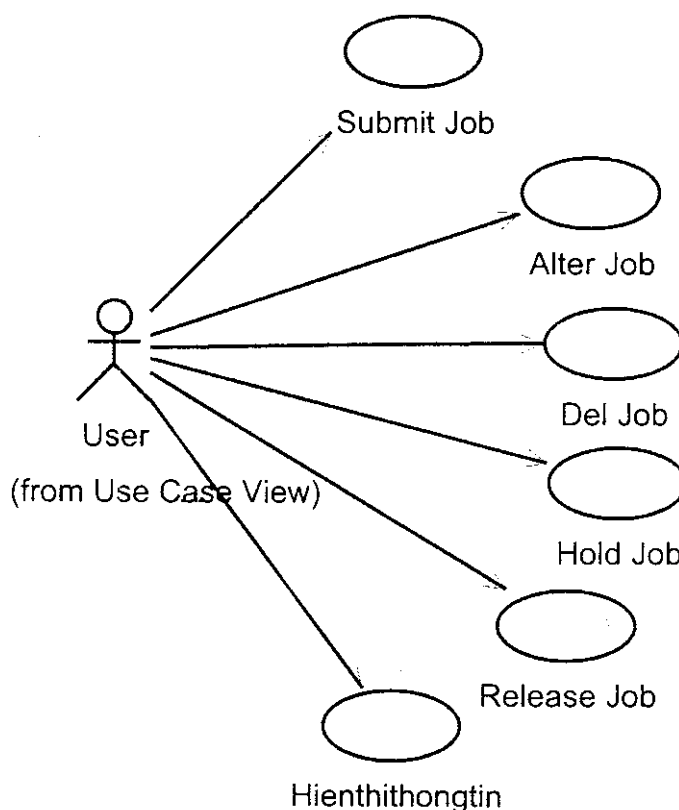 Submit Job
Alter Job
Del Job
User
Hold Job
(from Use Case View)
Release Job
Hienthithongtin